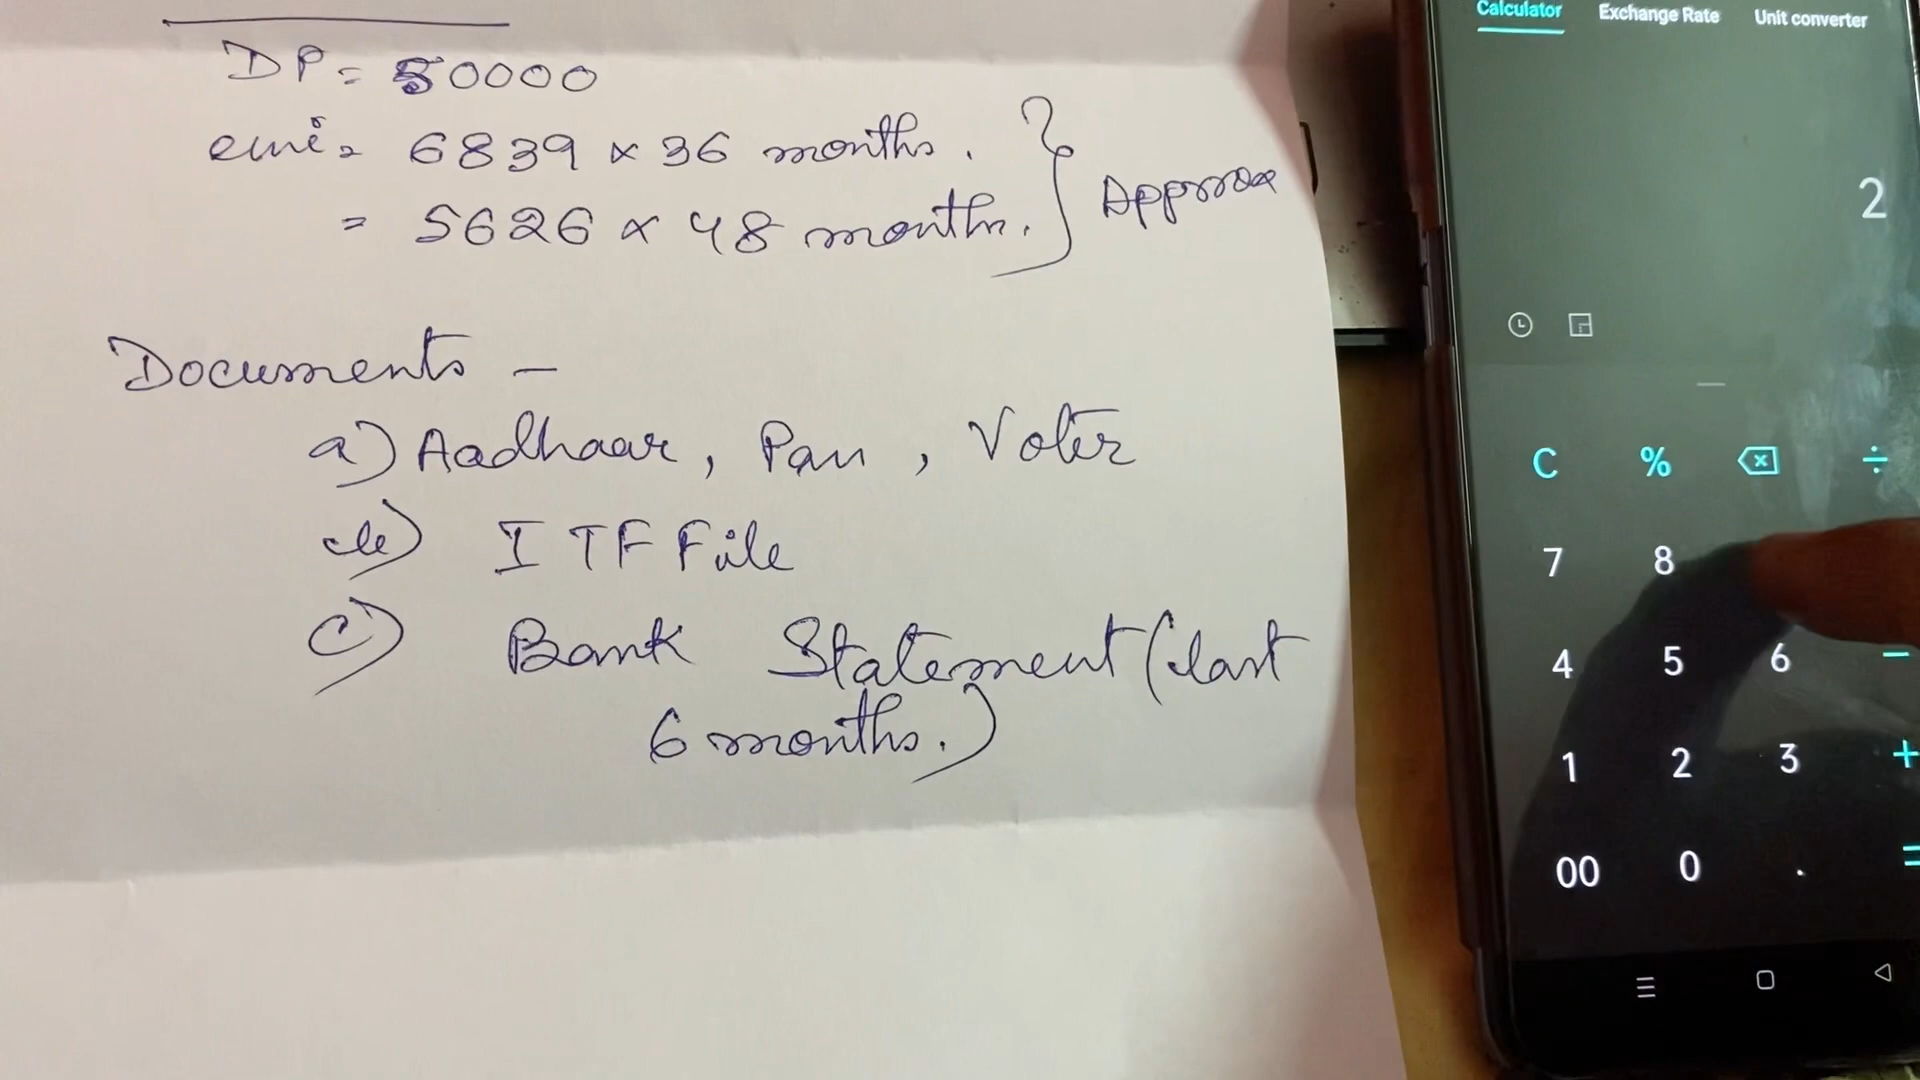 DP = 50000
emi = 6839 x 36 months.
= 5626 x 48 months.
Approx
Documents -
a) Aadhaar, Pan, Voter
b) ITF File
c) Bank Statement (last
6 months.)
Calculator Exchange Rate Unit converter
2
C % ÷
7 8
4 5 6 −
1 2 3 +
00 0 . =